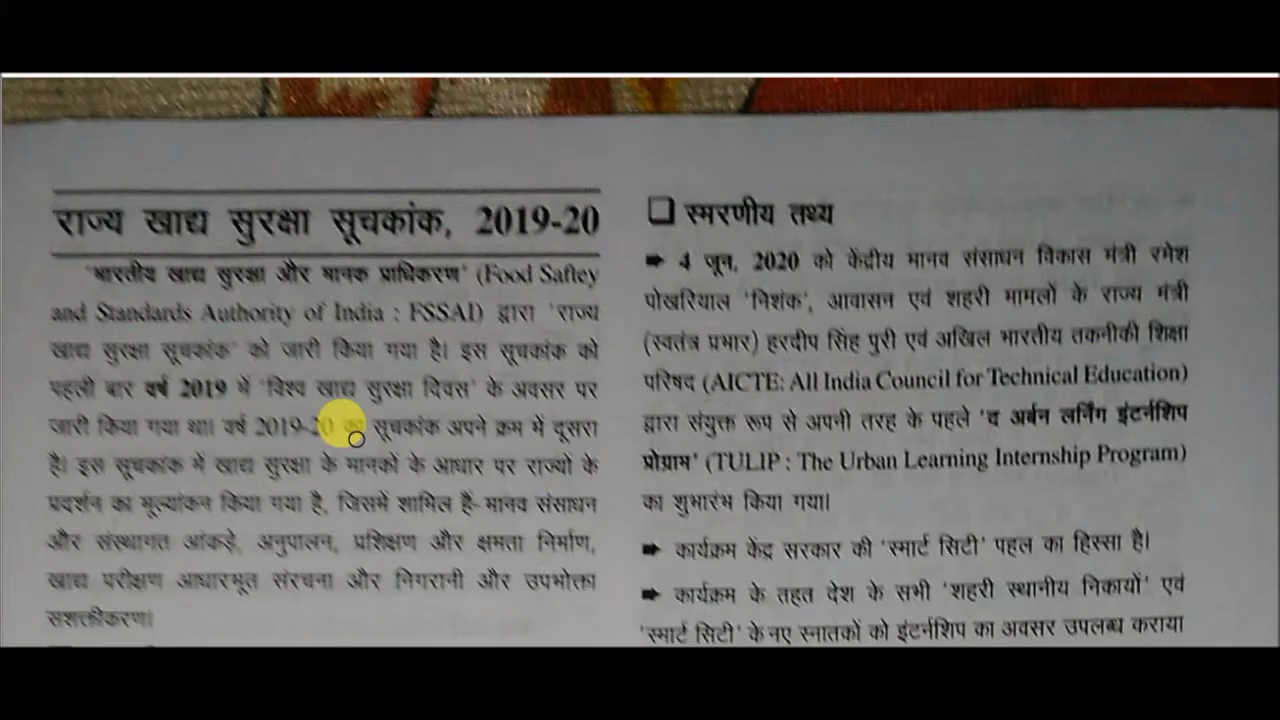 राज्य खाद्य सुरक्षा सूचकांक, 2019-20
'भारतीय खाद्य सुरक्षा और मानक प्राधिकरण' (Food Saftey
and Standards Authority of India : FSSAI) द्वारा 'राज्य
खाद्य सुरक्षा सूचकांक' को जारी किया गया है। इस सूचकांक को
पहली बार वर्ष 2019 में 'विश्व खाद्य सुरक्षा दिवस' के अवसर पर
जारी किया गया था। वर्ष 2019-20 का सूचकांक अपने क्रम में दूसरा
है। इस सूचकांक में खाद्य सुरक्षा के मानकों के आधार पर राज्यों के
प्रदर्शन का मूल्यांकन किया गया है, जिसमें शामिल हैं- मानव संसाधन
और संस्थागत आंकड़े, अनुपालन, प्रशिक्षण और क्षमता निर्माण,
खाद्य परीक्षण आधारभूत संरचना और निगरानी और उपभोक्ता
सशक्तीकरण।
❑ स्मरणीय तथ्य
➨ 4 जून, 2020 को केंद्रीय मानव संसाधन विकास मंत्री रमेश
पोखरियाल 'निशंक', आवासन एवं शहरी मामलों के राज्य मंत्री
(स्वतंत्र प्रभार) हरदीप सिंह पुरी एवं अखिल भारतीय तकनीकी शिक्षा
परिषद (AICTE: All India Council for Technical Education)
द्वारा संयुक्त रूप से अपनी तरह के पहले 'द अर्बन लर्निंग इंटर्नशिप
प्रोग्राम' (TULIP : The Urban Learning Internship Program)
का शुभारंभ किया गया।
➨ कार्यक्रम केंद्र सरकार की 'स्मार्ट सिटी' पहल का हिस्सा है।
➨ कार्यक्रम के तहत देश के सभी 'शहरी स्थानीय निकायों' एवं
'स्मार्ट सिटी' के नए स्नातकों को इंटर्नशिप का अवसर उपलब्ध कराया